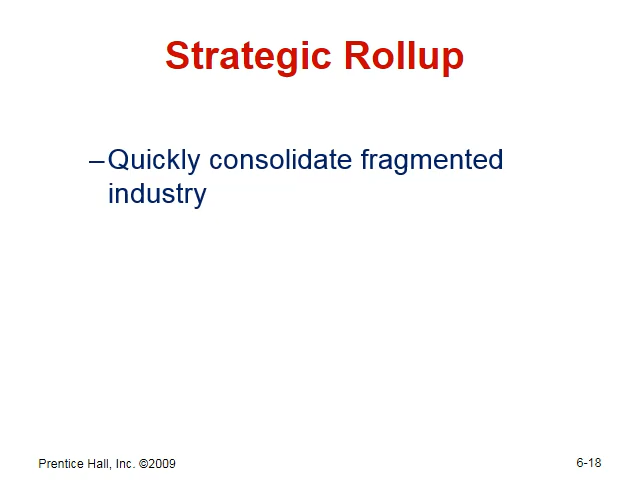 Strategic Rollup
–Quickly consolidate fragmented
industry
Prentice Hall, Inc. ©2009
6-18